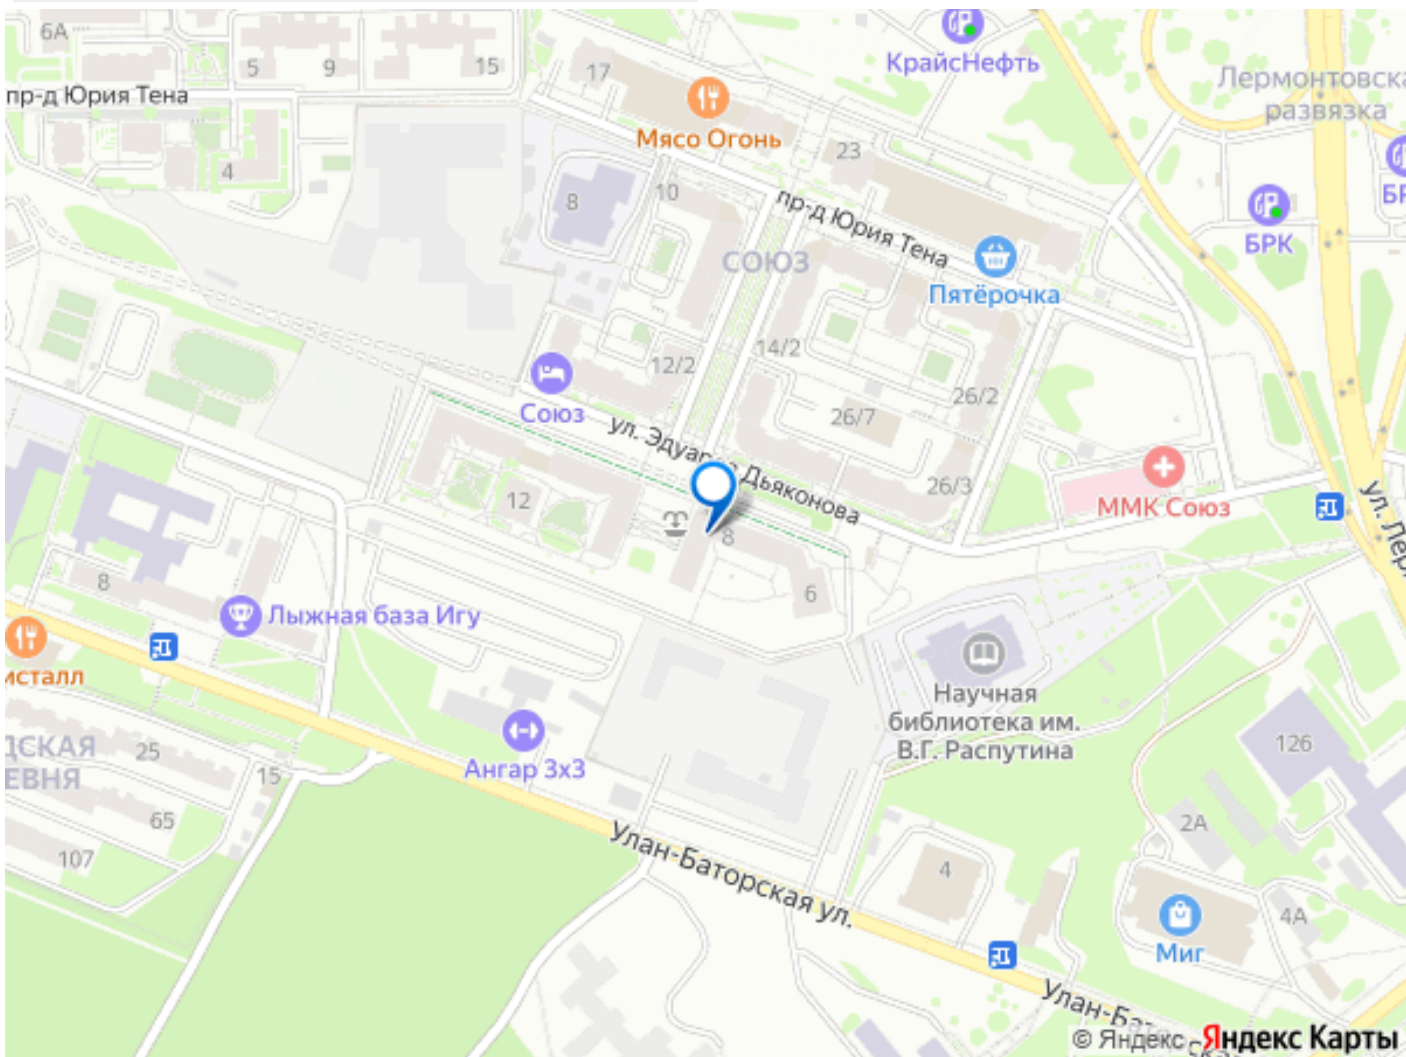 6А
КрайсНефть
5
9
15
17
Лермонтовска
развязка
пр-д Юрия Тена
Мясо Огонь
23
4
8
10
пр-д Юрия Тена
БРК
СОЮЗ
Пятёрочка
12/2
14/2
26/2
26/7
Союз
ул. Эдуар
Дьяконова
26/3
ММК Союз
12
8
6
8
Лыжная база Игу
исталл
Научная
библиотека им.
В.Г. Распутина
126
25
15
ЕВНЯ
Ангар 3x3
65
107
2А
Улан-Баторская ул.
4
4А
Миг
© Яндекс Яндекс Карты